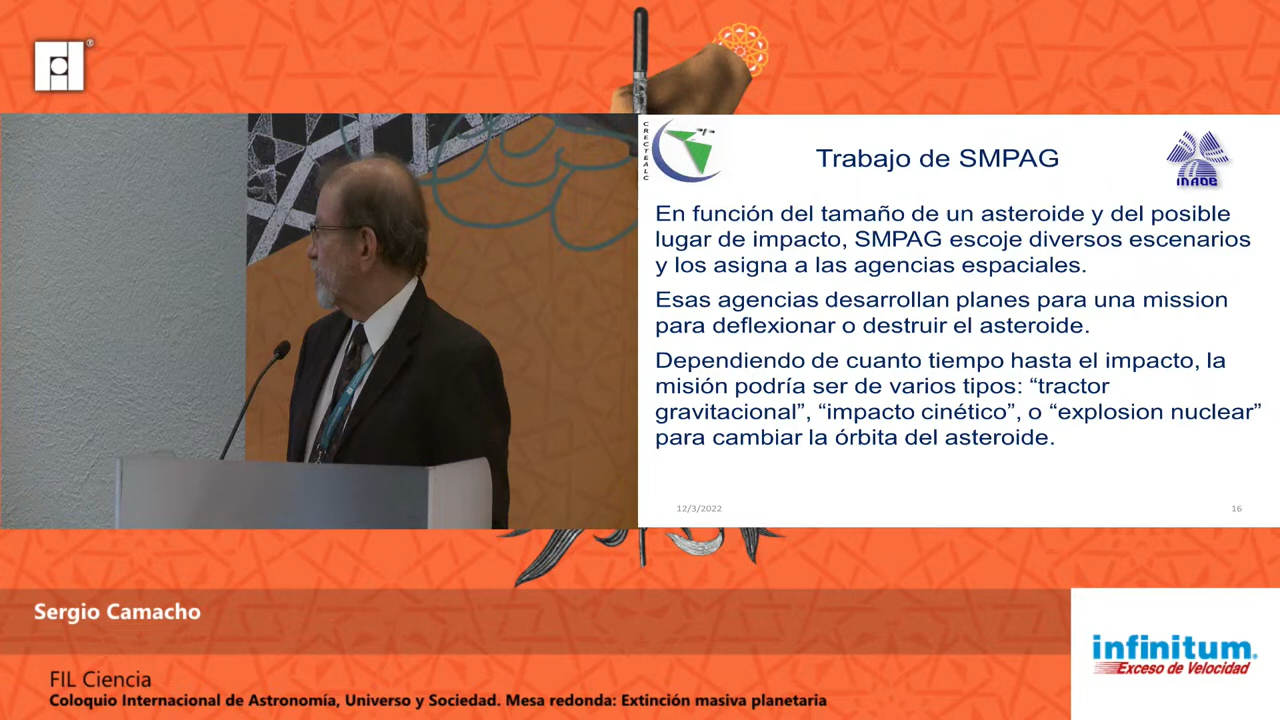 FIL
CRECTEALC
Trabajo de SMPAG
INAOE
En función del tamaño de un asteroide y del posible
lugar de impacto, SMPAG escoje diversos escenarios
y los asigna a las agencias espaciales.
Esas agencias desarrollan planes para una mission
para deflexionar o destruir el asteroide.
Dependiendo de cuanto tiempo hasta el impacto, la
misión podría ser de varios tipos: “tractor
gravitacional”, “impacto cinético”, o “explosion nuclear”
para cambiar la órbita del asteroide.
12/3/2022
16
Sergio Camacho
infinitum.
Exceso de Velocidad
FIL Ciencia
Coloquio Internacional de Astronomía, Universo y Sociedad. Mesa redonda: Extinción masiva planetaria